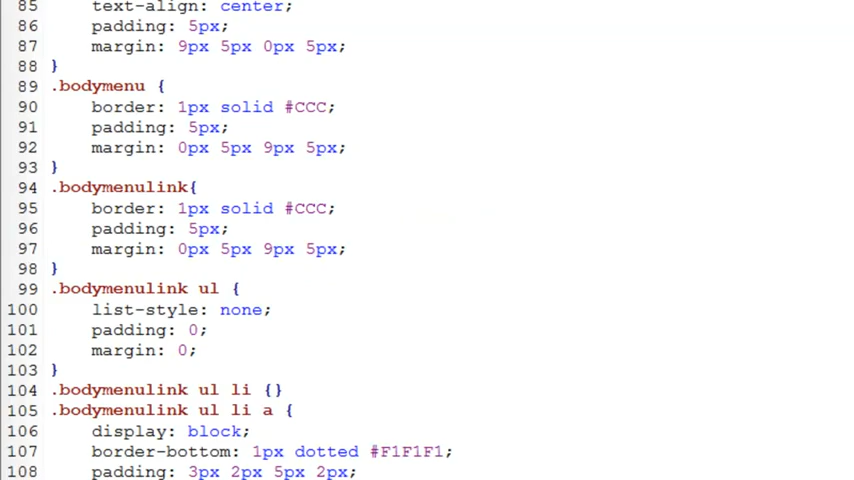 85 text-align: center;
86 padding: 5px;
87 margin: 9px 5px 0px 5px;
88 }
89 .bodymenu {
90 border: 1px solid #CCC;
91 padding: 5px;
92 margin: 0px 5px 9px 5px;
93 }
94 .bodymenulink{
95 border: 1px solid #CCC;
96 padding: 5px;
97 margin: 0px 5px 9px 5px;
98 }
99 .bodymenulink ul {
100 list-style: none;
101 padding: 0;
102 margin: 0;
103 }
104 .bodymenulink ul li {}
105 .bodymenulink ul li a {
106 display: block;
107 border-bottom: 1px dotted #F1F1F1;
108 padding: 3px 2px 5px 2px;